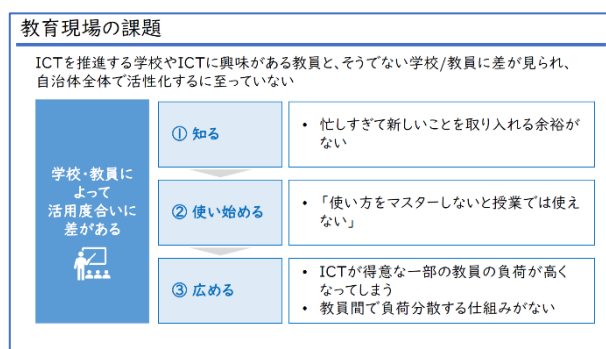 教育現場の課題
ICTを推進する学校やICTに興味がある教員と、そうでない学校/教員に差が見られ、
自治体全体で活性化するに至っていない
学校・教員に
よって
活用度合いに
差がある
① 知る
• 忙しすぎて新しいことを取り入れる余裕が
ない
② 使い始める
• 「使い方をマスターしないと授業では使え
ない」
③ 広める
• ICTが得意な一部の教員の負荷が高く
なってしまう
• 教員間で負荷分散する仕組みがない